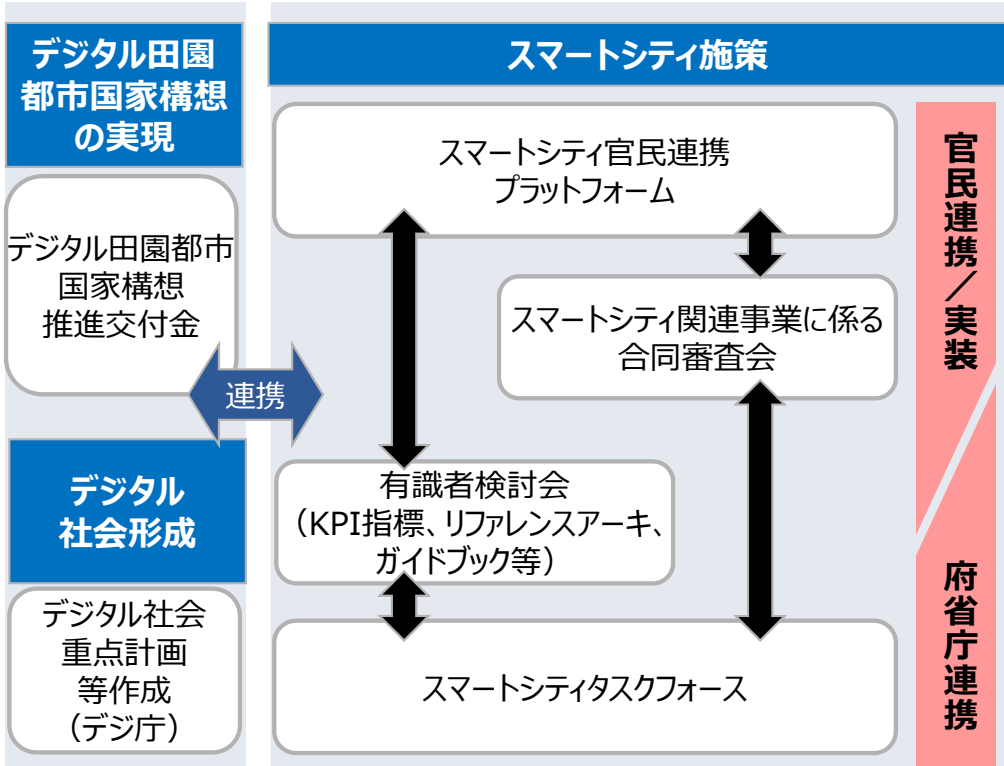 デジタル田園
都市国家構想
の実現
デジタル田園都市
国家構想
推進交付金
連携
デジタル
社会形成
デジタル社会
重点計画
等作成
（デジ庁）
スマートシティ施策
スマートシティ官民連携
プラットフォーム
スマートシティ関連事業に係る
合同審査会
有識者検討会
（KPI指標、リファレンスアーキ、
ガイドブック等）
スマートシティタスクフォース
官民連携／実装
府省庁連携